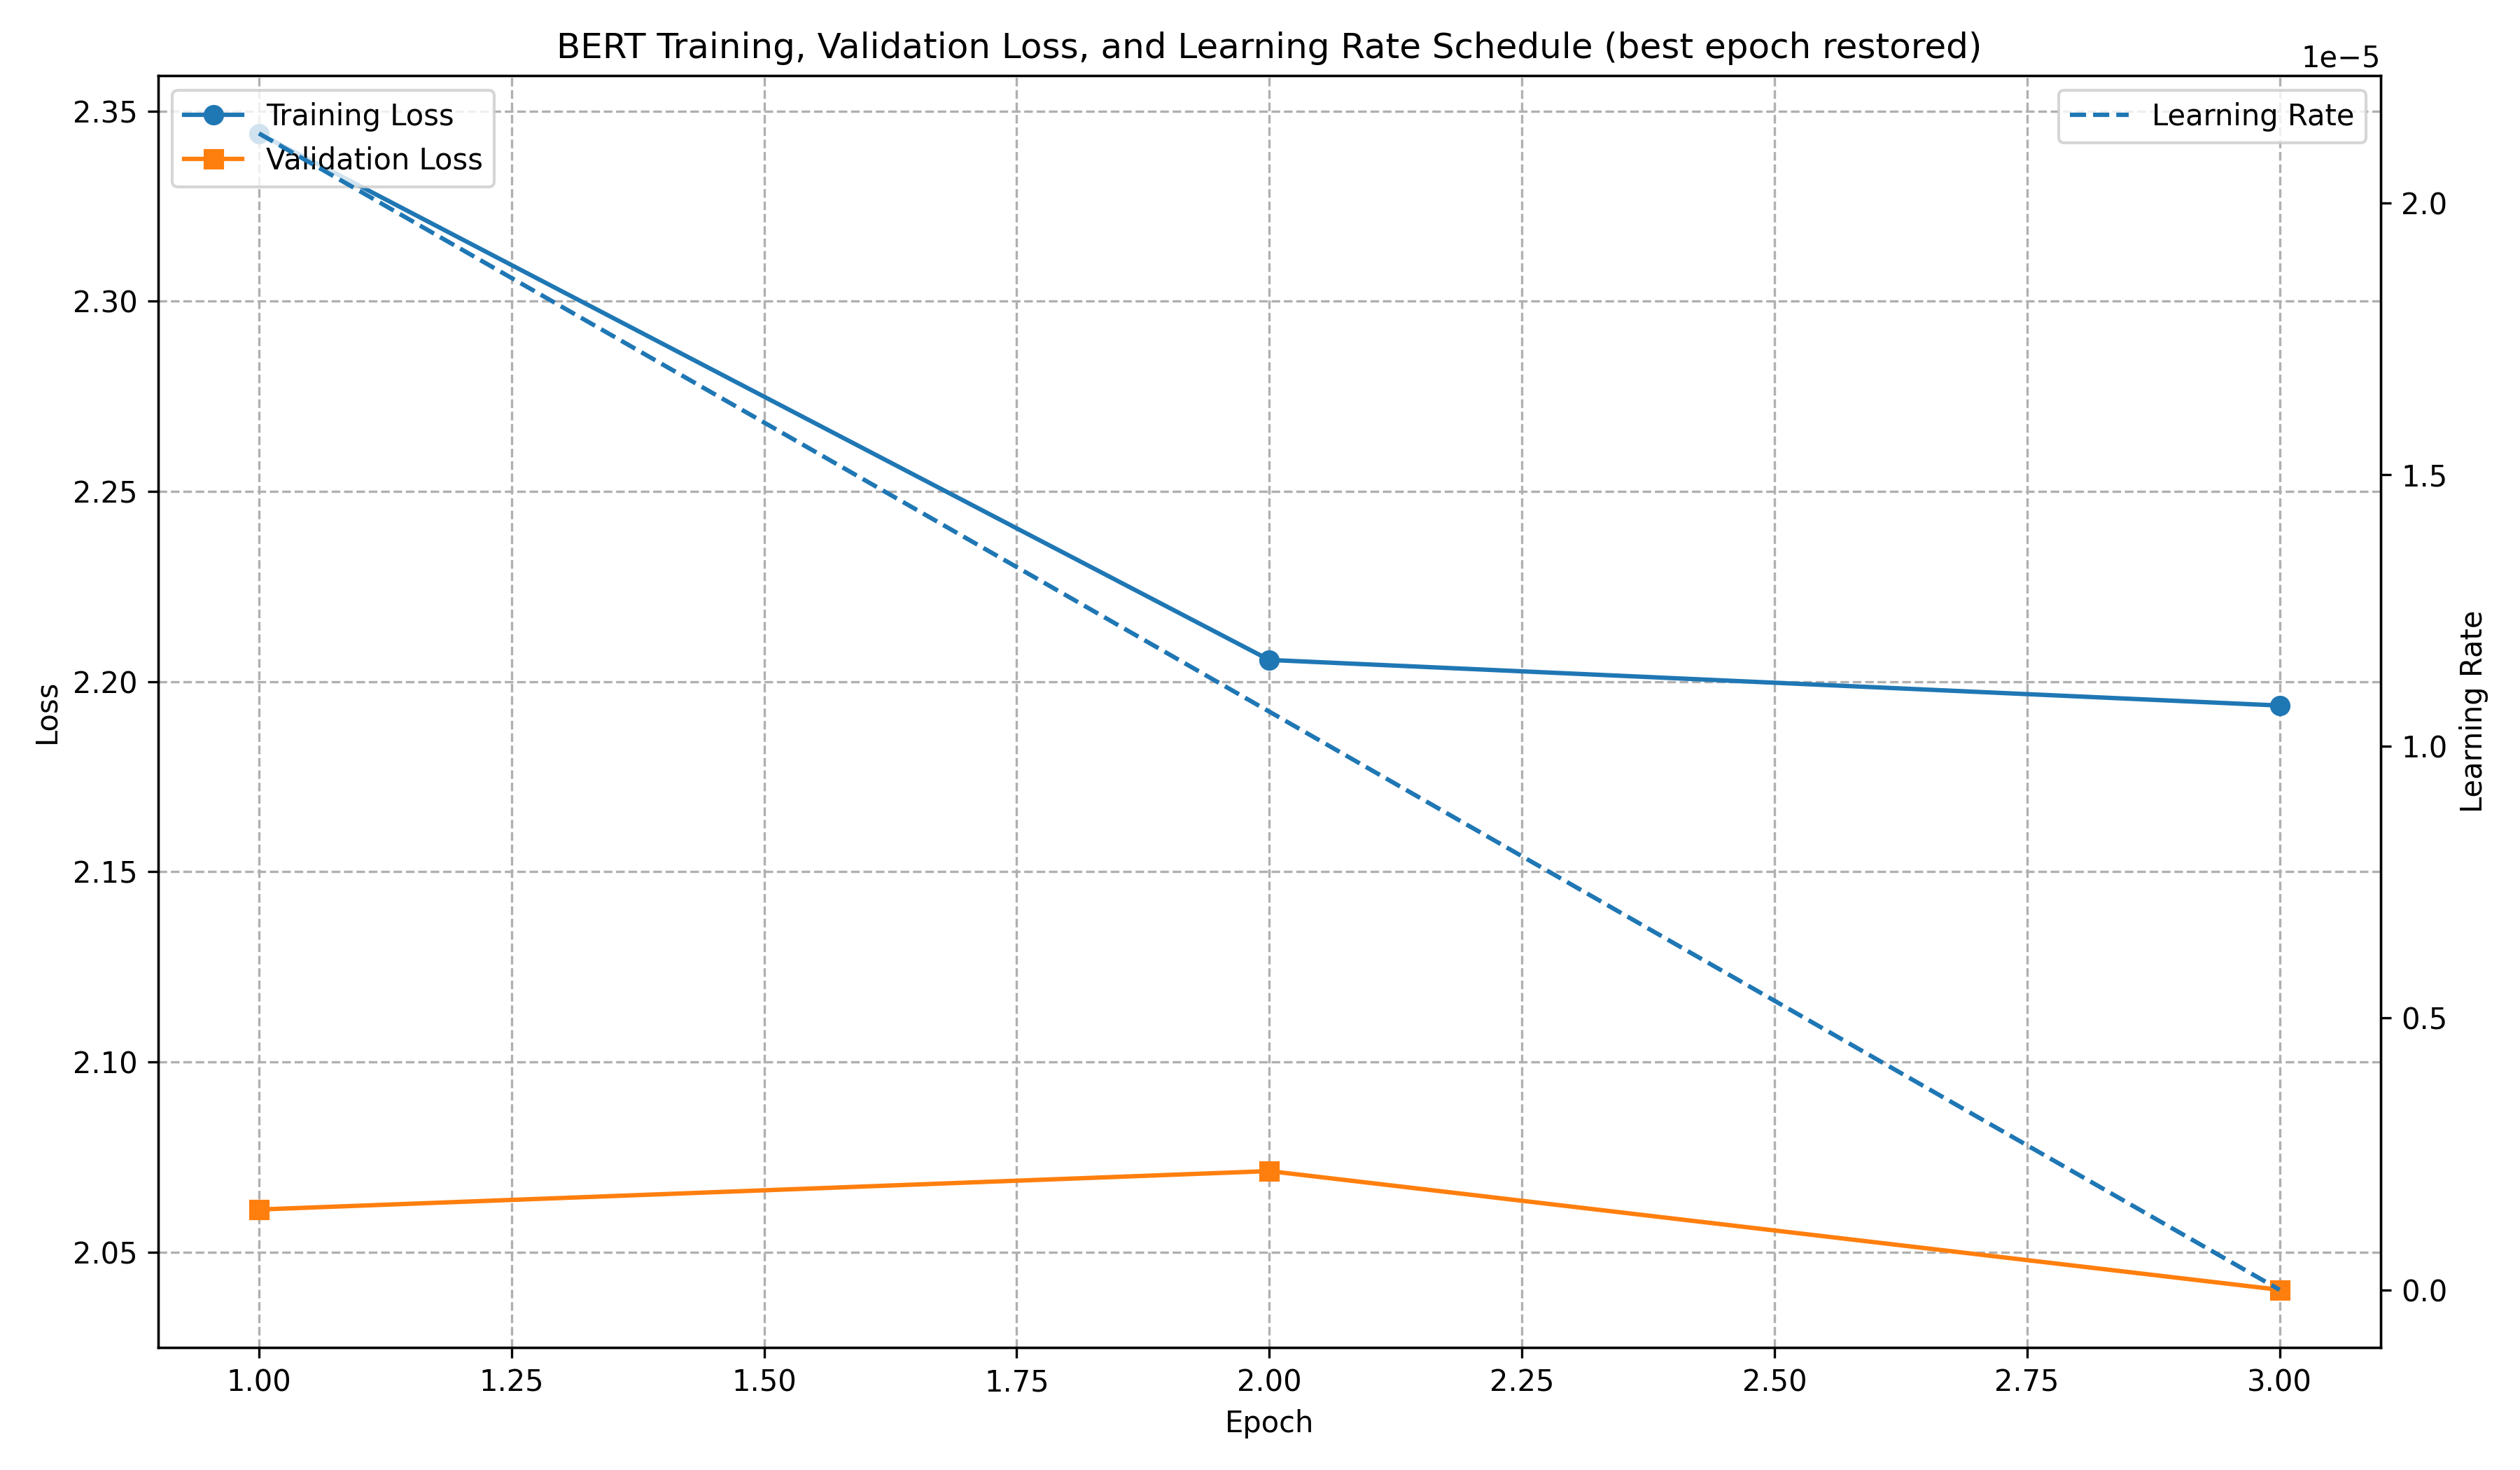 BERT Training, Validation Loss, and Learning Rate Schedule (best epoch restored)
1e−5
Training Loss
Validation Loss
Learning Rate
2.35
2.30
2.25
2.20
2.15
2.10
2.05
Loss
2.0
1.5
1.0
0.5
0.0
Learning Rate
1.00 1.25 1.50 1.75 2.00 2.25 2.50 2.75 3.00
Epoch